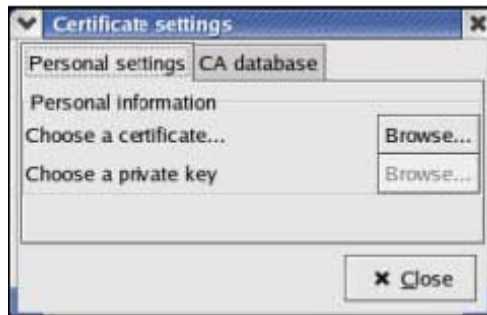 Certificate settings
Personal settings CA database
Personal information
Choose a certificate... Browse...
Choose a private key Browse...
Close